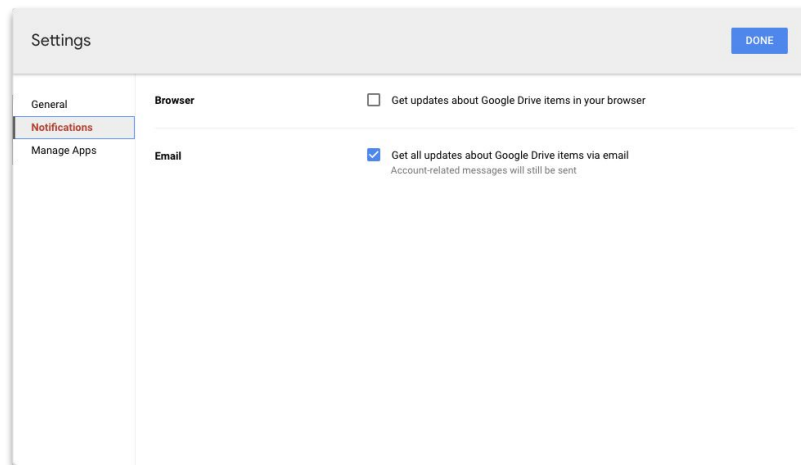 Settings
DONE
General
Notifications
Manage Apps
Browser
Get updates about Google Drive items in your browser
Email
Get all updates about Google Drive items via email
Account-related messages will still be sent